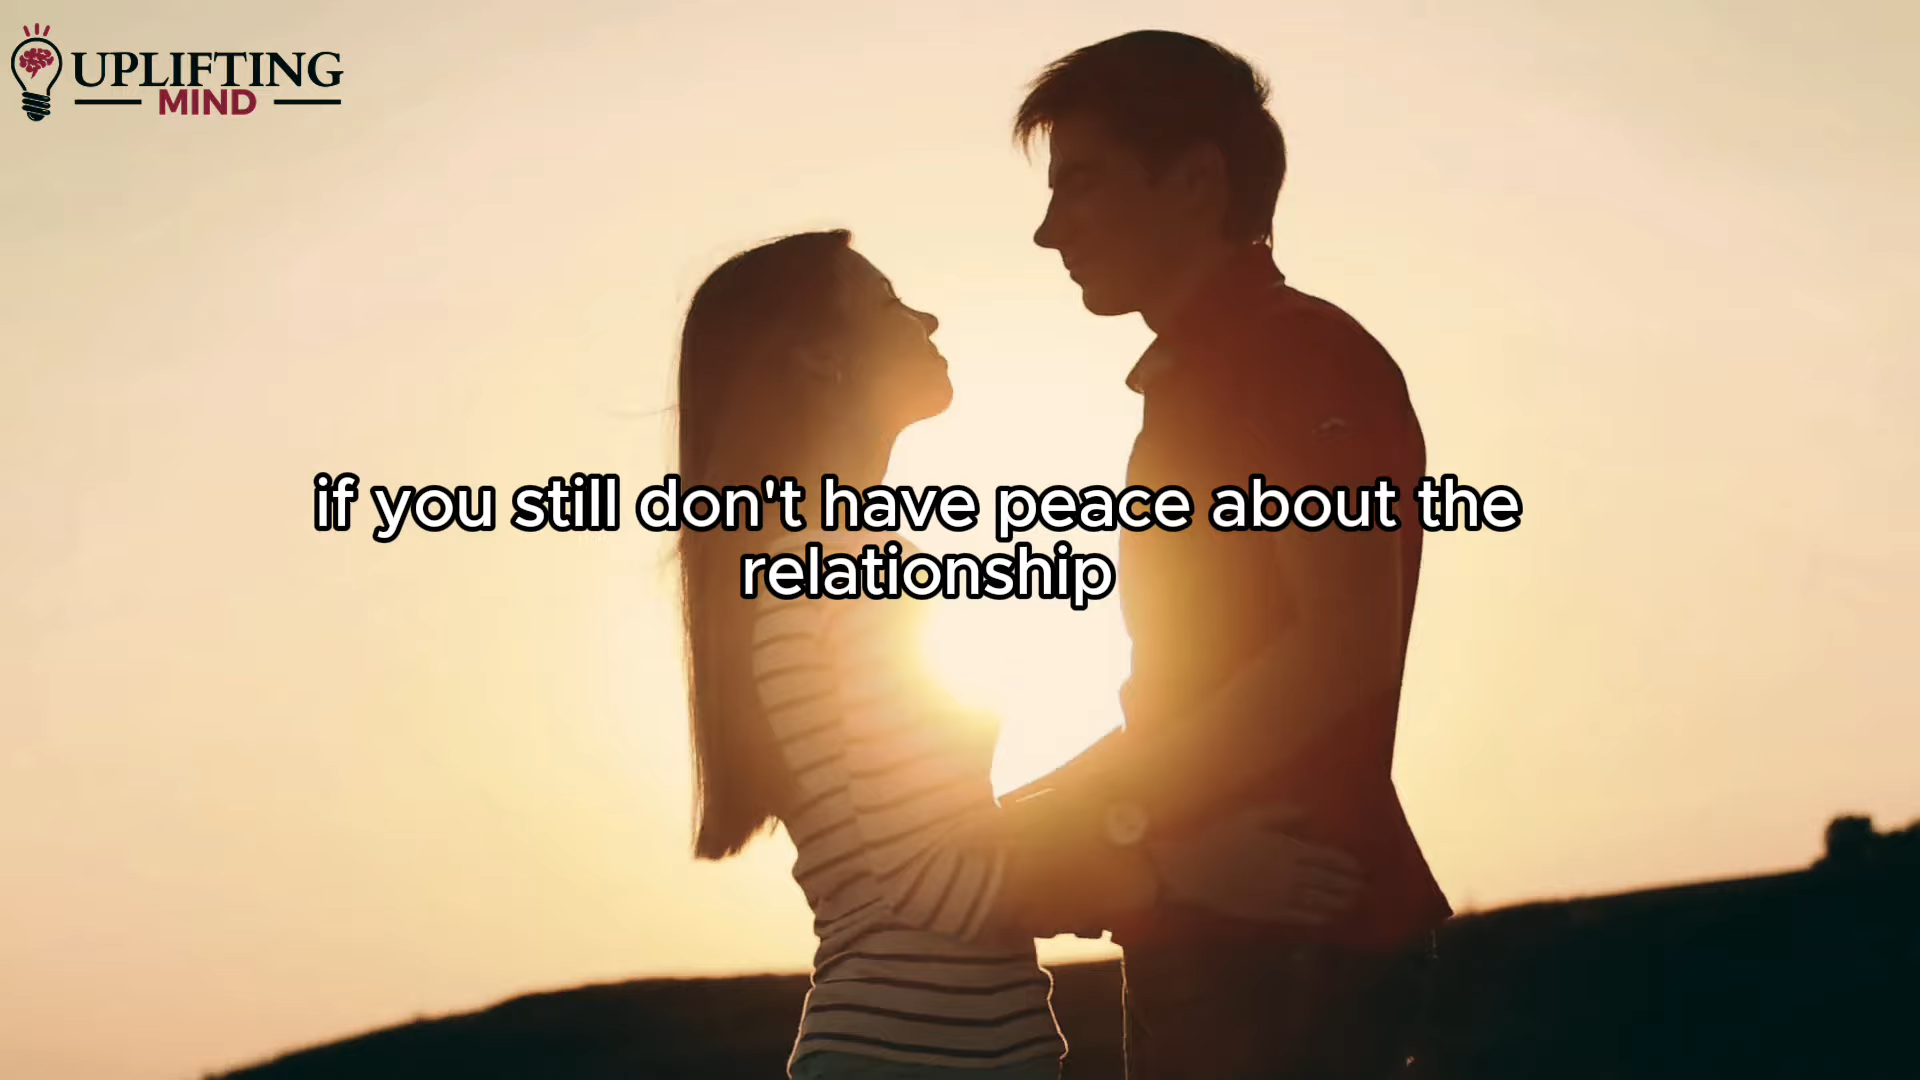 UPLIFTING
MIND
if you still don't have peace about the
relationship